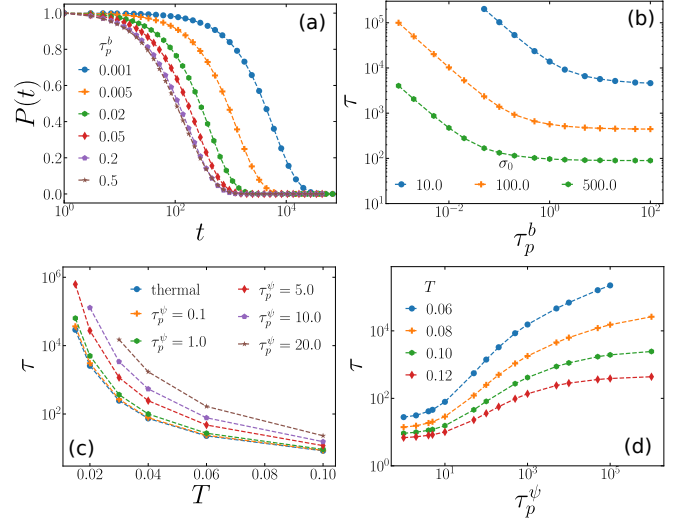 (a)
P(t)
1.0
0.8
0.6
0.4
0.2
0.0
τ_p^b
0.001
0.005
0.02
0.05
0.2
0.5
10^0
10^2
10^4
t
(b)
τ
10^5
10^4
10^3
10^2
10^1
σ_0
10.0 100.0 500.0
10^−2 10^0 10^2
τ_p^b
(c)
τ
10^6
10^4
10^2
thermal
τ_p^ψ = 0.1
τ_p^ψ = 1.0
τ_p^ψ = 5.0
τ_p^ψ = 10.0
τ_p^ψ = 20.0
0.02 0.04 0.06 0.08 0.10
T
(d)
τ
10^4
10^2
10^0
T
0.06
0.08
0.10
0.12
10^1 10^3 10^5
τ_p^ψ